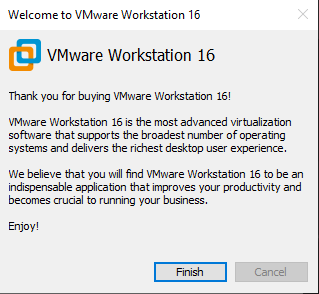 Welcome to VMware Workstation 16
VMware Workstation 16
Thank you for buying VMware Workstation 16!
VMware Workstation 16 is the most advanced virtualization
software that supports the broadest number of operating
systems and delivers the richest desktop user experience.
We believe that you will find VMware Workstation 16 to be an
indispensable application that improves your productivity and
becomes crucial to running your business.
Enjoy!
Finish
Cancel